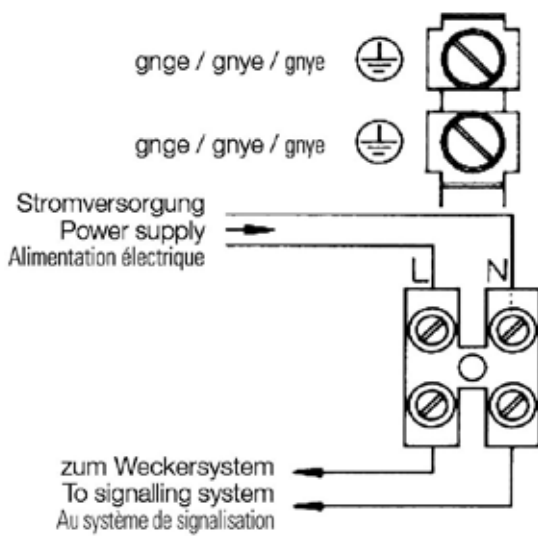 gnge / gnye / gnye
gnge / gnye / gnye
Stromversorgung
Power supply
Alimentation électrique
L N
zum Weckersystem
To signalling system
Au système de signalisation